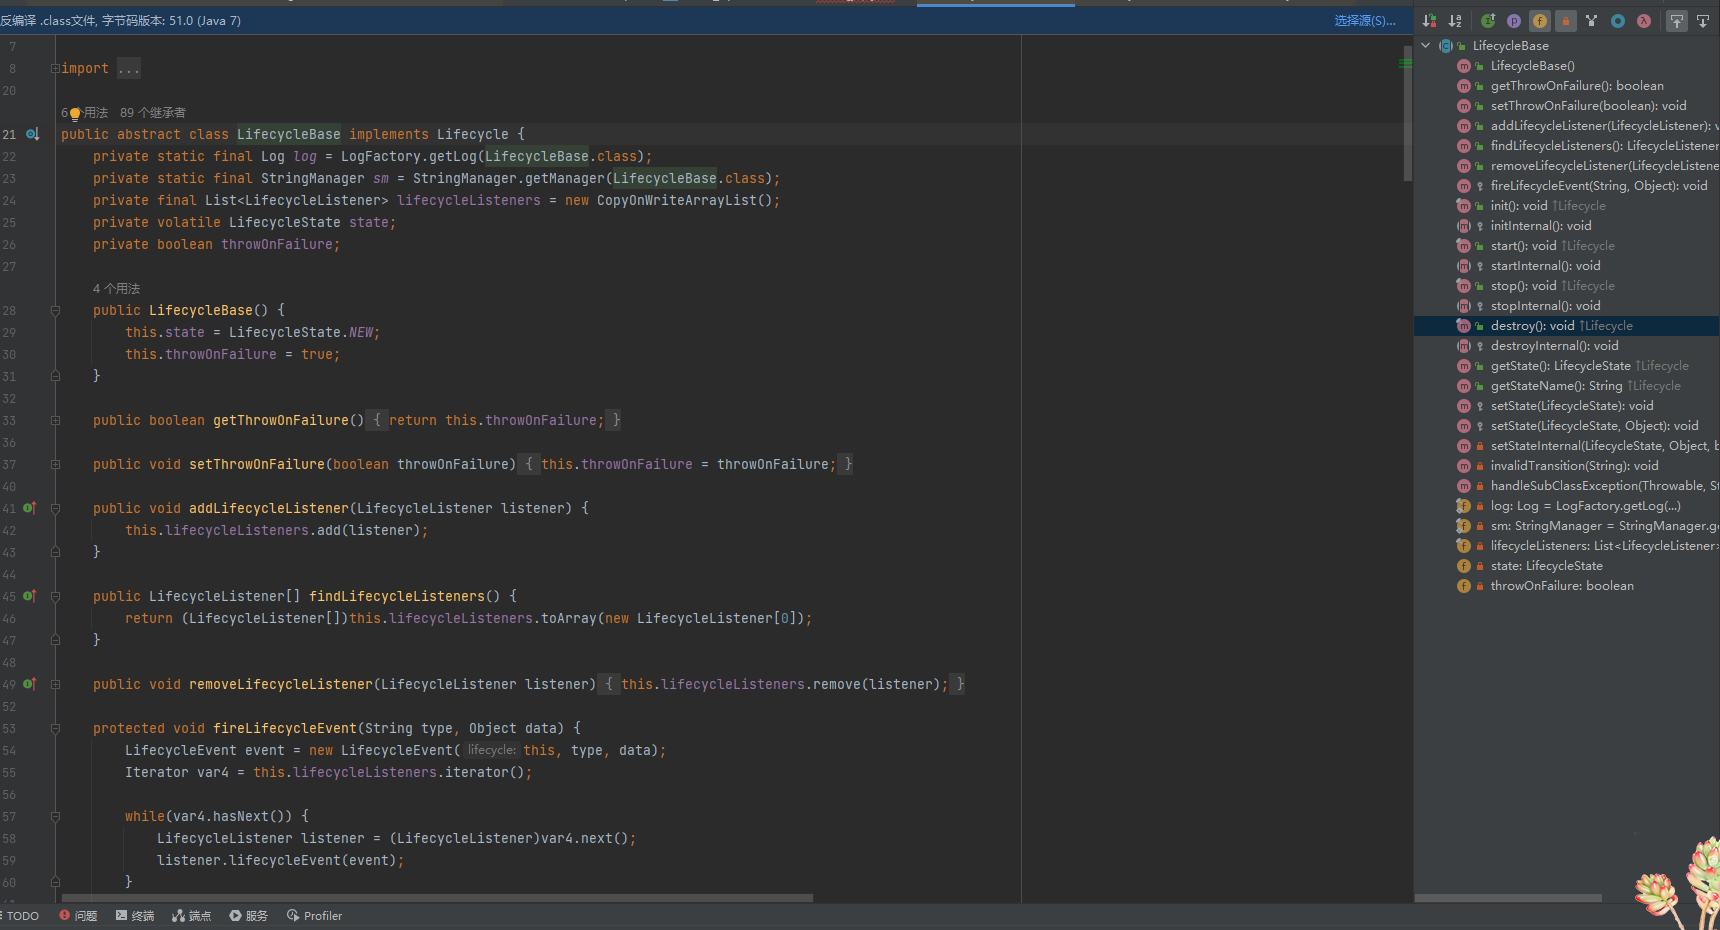 反编译 .class文件, 字节码版本: 51.0 (Java 7)
选择源(S)...
7
8 import ...
20
6个用法 89 个继承者
21 public abstract class LifecycleBase implements Lifecycle {
22 private static final Log log = LogFactory.getLog(LifecycleBase.class);
23 private static final StringManager sm = StringManager.getManager(LifecycleBase.class);
24 private final List<LifecycleListener> lifecycleListeners = new CopyOnWriteArrayList();
25 private volatile LifecycleState state;
26 private boolean throwOnFailure;
27
4 个用法
28 public LifecycleBase() {
29 this.state = LifecycleState.NEW;
30 this.throwOnFailure = true;
31 }
32
33 public boolean getThrowOnFailure() { return this.throwOnFailure; }
36
37 public void setThrowOnFailure(boolean throwOnFailure) { this.throwOnFailure = throwOnFailure; }
40
41 public void addLifecycleListener(LifecycleListener listener) {
42 this.lifecycleListeners.add(listener);
43 }
44
45 public LifecycleListener[] findLifecycleListeners() {
46 return (LifecycleListener[])this.lifecycleListeners.toArray(new LifecycleListener[0]);
47 }
48
49 public void removeLifecycleListener(LifecycleListener listener) { this.lifecycleListeners.remove(listener); }
52
53 protected void fireLifecycleEvent(String type, Object data) {
54 LifecycleEvent event = new LifecycleEvent( lifecycle: this, type, data);
55 Iterator var4 = this.lifecycleListeners.iterator();
56
57 while(var4.hasNext()) {
58 LifecycleListener listener = (LifecycleListener)var4.next();
59 listener.lifecycleEvent(event);
60 }
LifecycleBase
LifecycleBase()
getThrowOnFailure(): boolean
setThrowOnFailure(boolean): void
addLifecycleListener(LifecycleListener): v
findLifecycleListeners(): LifecycleListener
removeLifecycleListener(LifecycleListene
fireLifecycleEvent(String, Object): void
init(): void ↑Lifecycle
initInternal(): void
start(): void ↑Lifecycle
startInternal(): void
stop(): void ↑Lifecycle
stopInternal(): void
destroy(): void ↑Lifecycle
destroyInternal(): void
getState(): LifecycleState ↑Lifecycle
getStateName(): String ↑Lifecycle
setState(LifecycleState): void
setState(LifecycleState, Object): void
setStateInternal(LifecycleState, Object, b
invalidTransition(String): void
handleSubClassException(Throwable, St
log: Log = LogFactory.getLog(...)
sm: StringManager = StringManager.ge
lifecycleListeners: List<LifecycleListener>
state: LifecycleState
throwOnFailure: boolean
TODO 问题 终端 端点 服务 Profiler